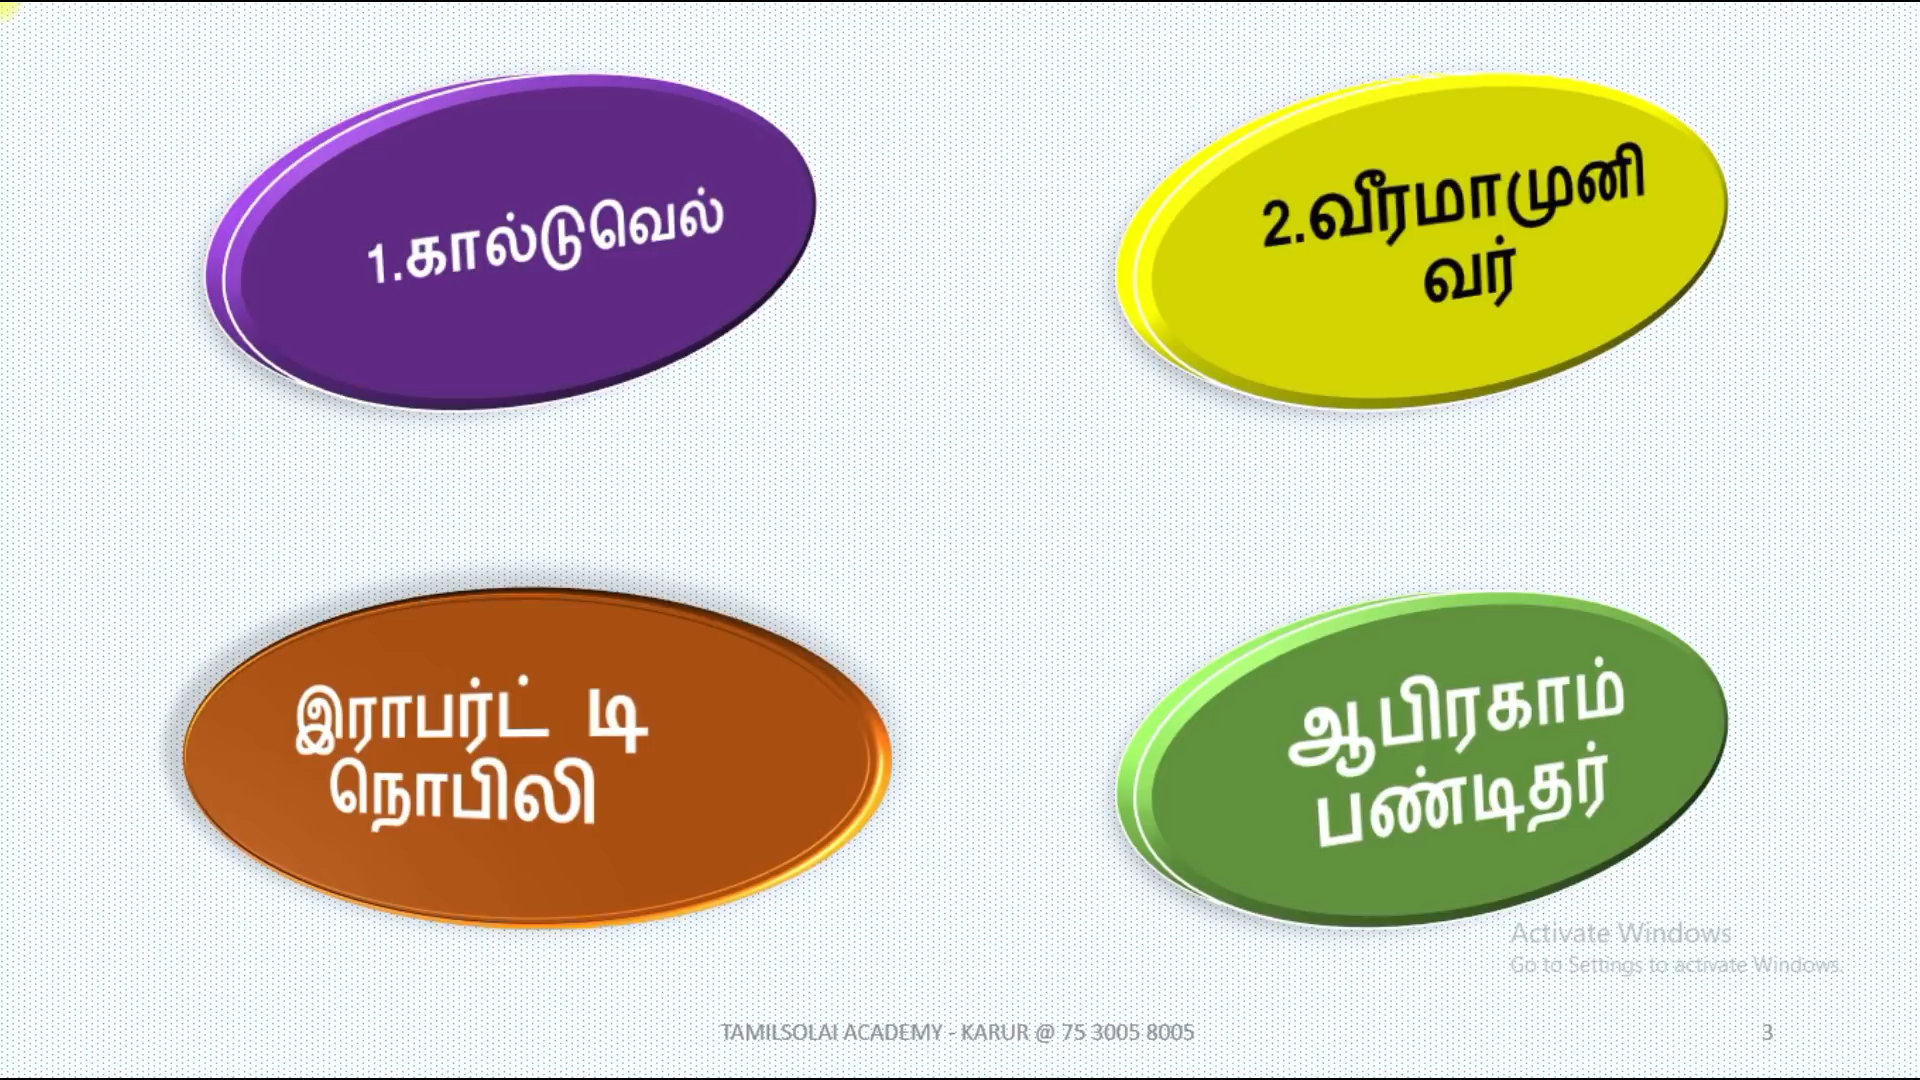 1.கால்டுவெல்
2.வீரமாமுனி
வர்
இராபர்ட் டி
நொபிலி
ஆபிரகாம்
பண்டிதர்
Activate Windows
Go to Settings to activate Windows.
TAMILSOLAI ACADEMY - KARUR @ 75 3005 8005
3